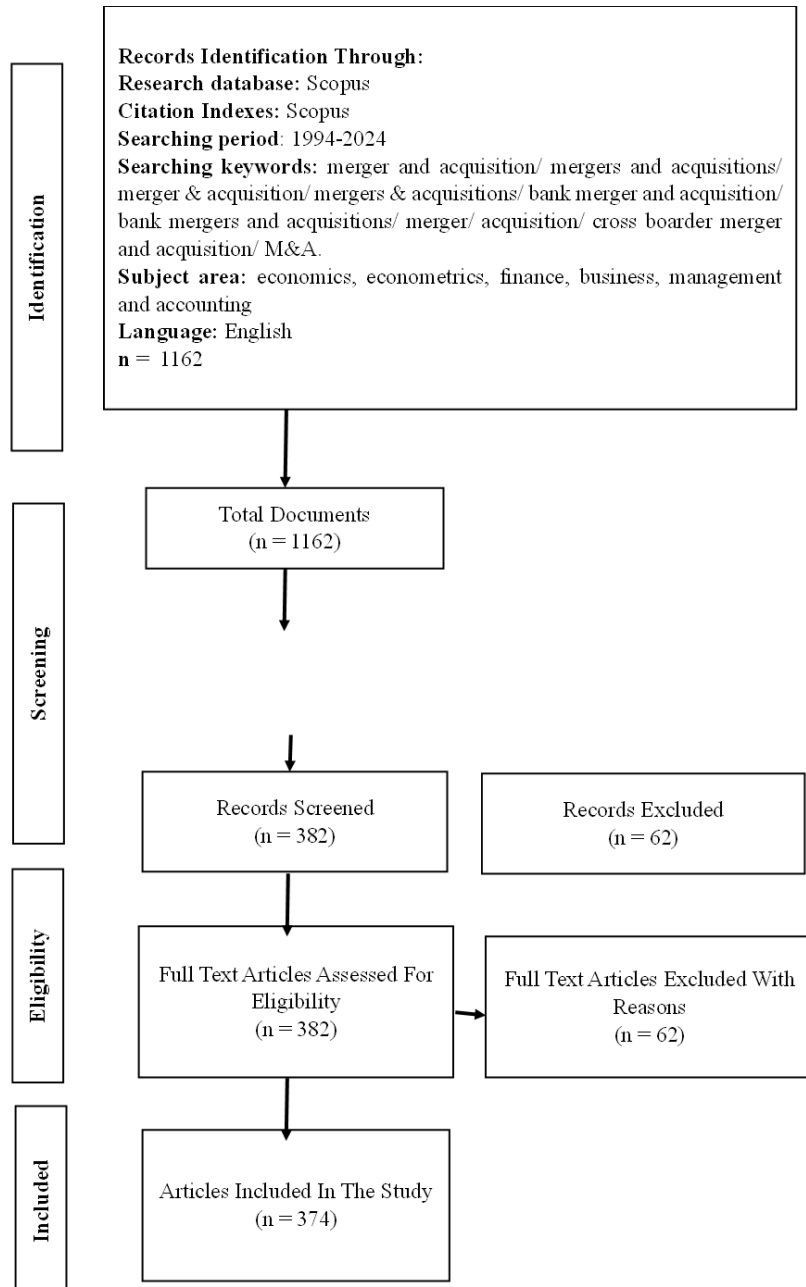 Identification
Records Identification Through:
Research database: Scopus
Citation Indexes: Scopus
Searching period: 1994-2024
Searching keywords: merger and acquisition/ mergers and acquisitions/
merger & acquisition/ mergers & acquisitions/ bank merger and acquisition/
bank mergers and acquisitions/ merger/ acquisition/ cross boarder merger
and acquisition/ M&A.
Subject area: economics, econometrics, finance, business, management
and accounting
Language: English
n = 1162
Screening
Total Documents
(n = 1162)
Records Screened
(n = 382)
Records Excluded
(n = 62)
Eligibility
Full Text Articles Assessed For
Eligibility
(n = 382)
Full Text Articles Excluded With
Reasons
(n = 62)
Included
Articles Included In The Study
(n = 374)